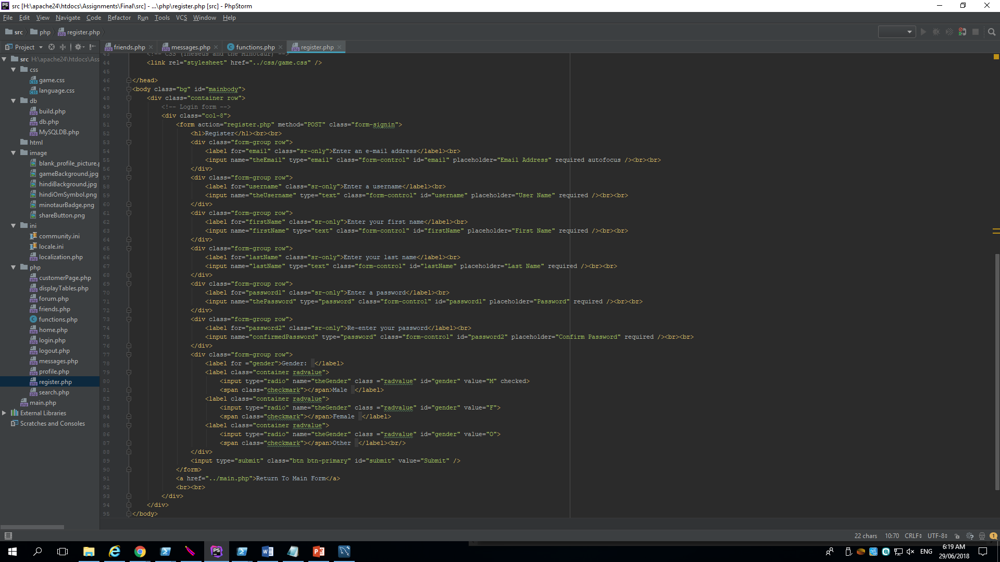 src [H:\apache24\htdocs\Assignments\Final\src] - ...\php\register.php [src] - PhpStorm
File Edit View Navigate Code Refactor Run Tools VCS Window Help
src php register.php
Project
friends.php messages.php functions.php register.php
src H:\apache24\htdocs\Ass
css
game.css
language.css
db
build.php
db.php
MySQLDB.php
html
image
blank_profile_picture.p
gameBackground.jpg
hindiBackground.jpg
hindiOmSymbol.png
minotaurBadge.png
shareButton.png
ini
community.ini
locale.ini
localization.php
php
customerPage.php
displayTables.php
forum.php
friends.php
functions.php
home.php
login.php
logout.php
messages.php
profile.php
register.php
search.php
main.php
External Libraries
Scratches and Consoles
43 <!-- CSS (Theseus and the Minotaur) -->
44 <link rel="stylesheet" href="../css/game.css" />
45
46 </head>
47 <body class="bg" id="mainbody">
48 <div class="container row">
49 <!-- Login form -->
50 <div class="col-8">
51 <form action="register.php" method="POST" class="form-signin">
52 <h1>Register</h1><br><br>
53 <div class="form-group row">
54 <label for="email" class="sr-only">Enter an e-mail address</label><br>
55 <input name="theEmail" type="email" class="form-control" id="email" placeholder="Email Address" required autofocus /><br><br>
56 </div>
57 <div class="form-group row">
58 <label for="username" class="sr-only">Enter a username</label><br>
59 <input name="theUsername" type="text" class="form-control" id="username" placeholder="User Name" required /><br><br>
60 </div>
61 <div class="form-group row">
62 <label for="firstName" class="sr-only">Enter your first name</label><br>
63 <input name="firstName" type="text" class="form-control" id="firstName" placeholder="First Name" required /><br><br>
64 </div>
65 <div class="form-group row">
66 <label for="lastName" class="sr-only">Enter your last name</label><br>
67 <input name="lastName" type="text" class="form-control" id="lastName" placeholder="Last Name" required /><br><br>
68 </div>
69 <div class="form-group row">
70 <label for="password1" class="sr-only">Enter a password</label><br>
71 <input name="thePassword" type="password" class="form-control" id="password1" placeholder="Password" required /><br><br>
72 </div>
73 <div class="form-group row">
74 <label for="password2" class="sr-only">Re-enter your password</label><br>
75 <input name="confirmedPassword" type="password" class="form-control" id="password2" placeholder="Confirm Password" required /><br><br>
76 </div>
77 <div class="form-group row">
78 <label for ="gender">Gender: </label>
79 <label class="container radvalue">
80 <input type="radio" name="theGender" class ="radvalue" id="gender" value="M" checked>
81 <span class="checkmark"></span>Male </label>
82 <label class="container radvalue">
83 <input type="radio" name="theGender" class ="radvalue" id="gender" value="F">
84 <span class="checkmark"></span>Female </label>
85 <label class="container radvalue">
86 <input type="radio" name="theGender" class ="radvalue" id="gender" value="O">
87 <span class="checkmark"></span>Other </label><br/>
88 </div>
89 <input type="submit" class="btn btn-primary" id="submit" value="Submit" />
90 </form>
91 <a href="../main.php">Return To Main Form</a>
92 <br><br>
93 </div>
94 </div>
95 </body>
22 chars 10:70 CRLF UTF-8 1
ENG 6:19 AM
29/06/2018